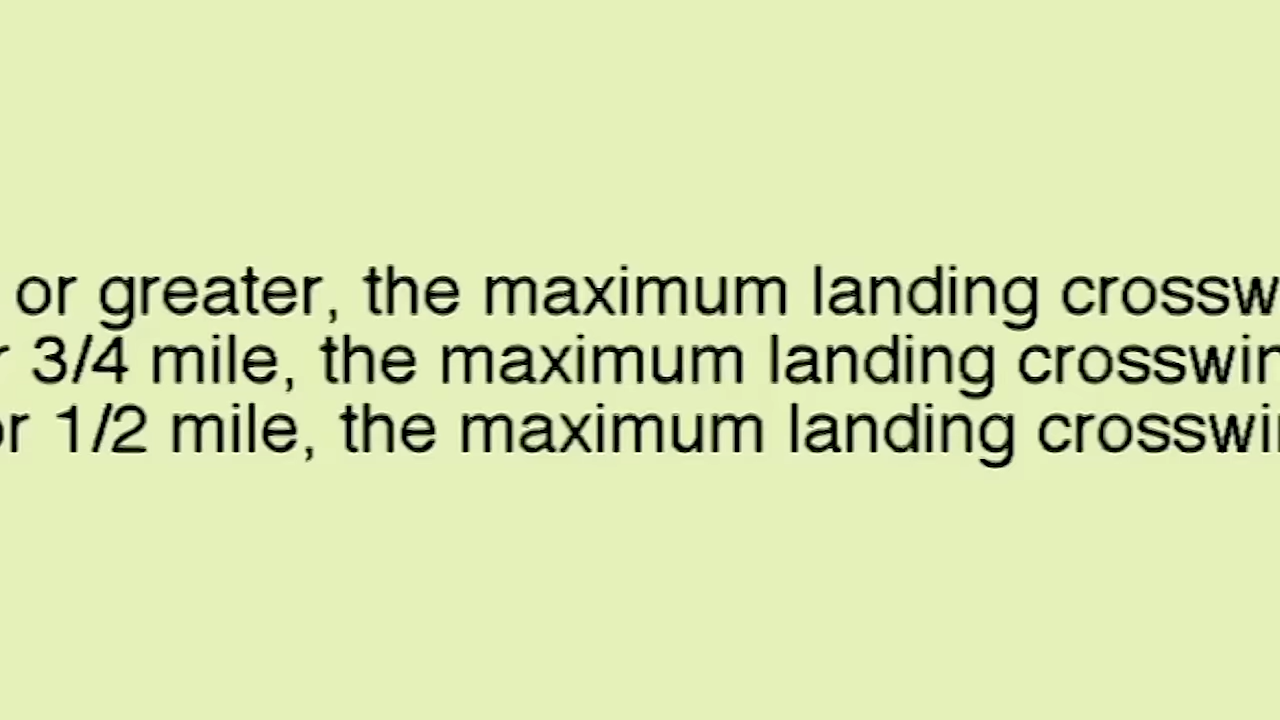 or greater, the maximum landing crossw
r 3/4 mile, the maximum landing crosswin
or 1/2 mile, the maximum landing crosswin